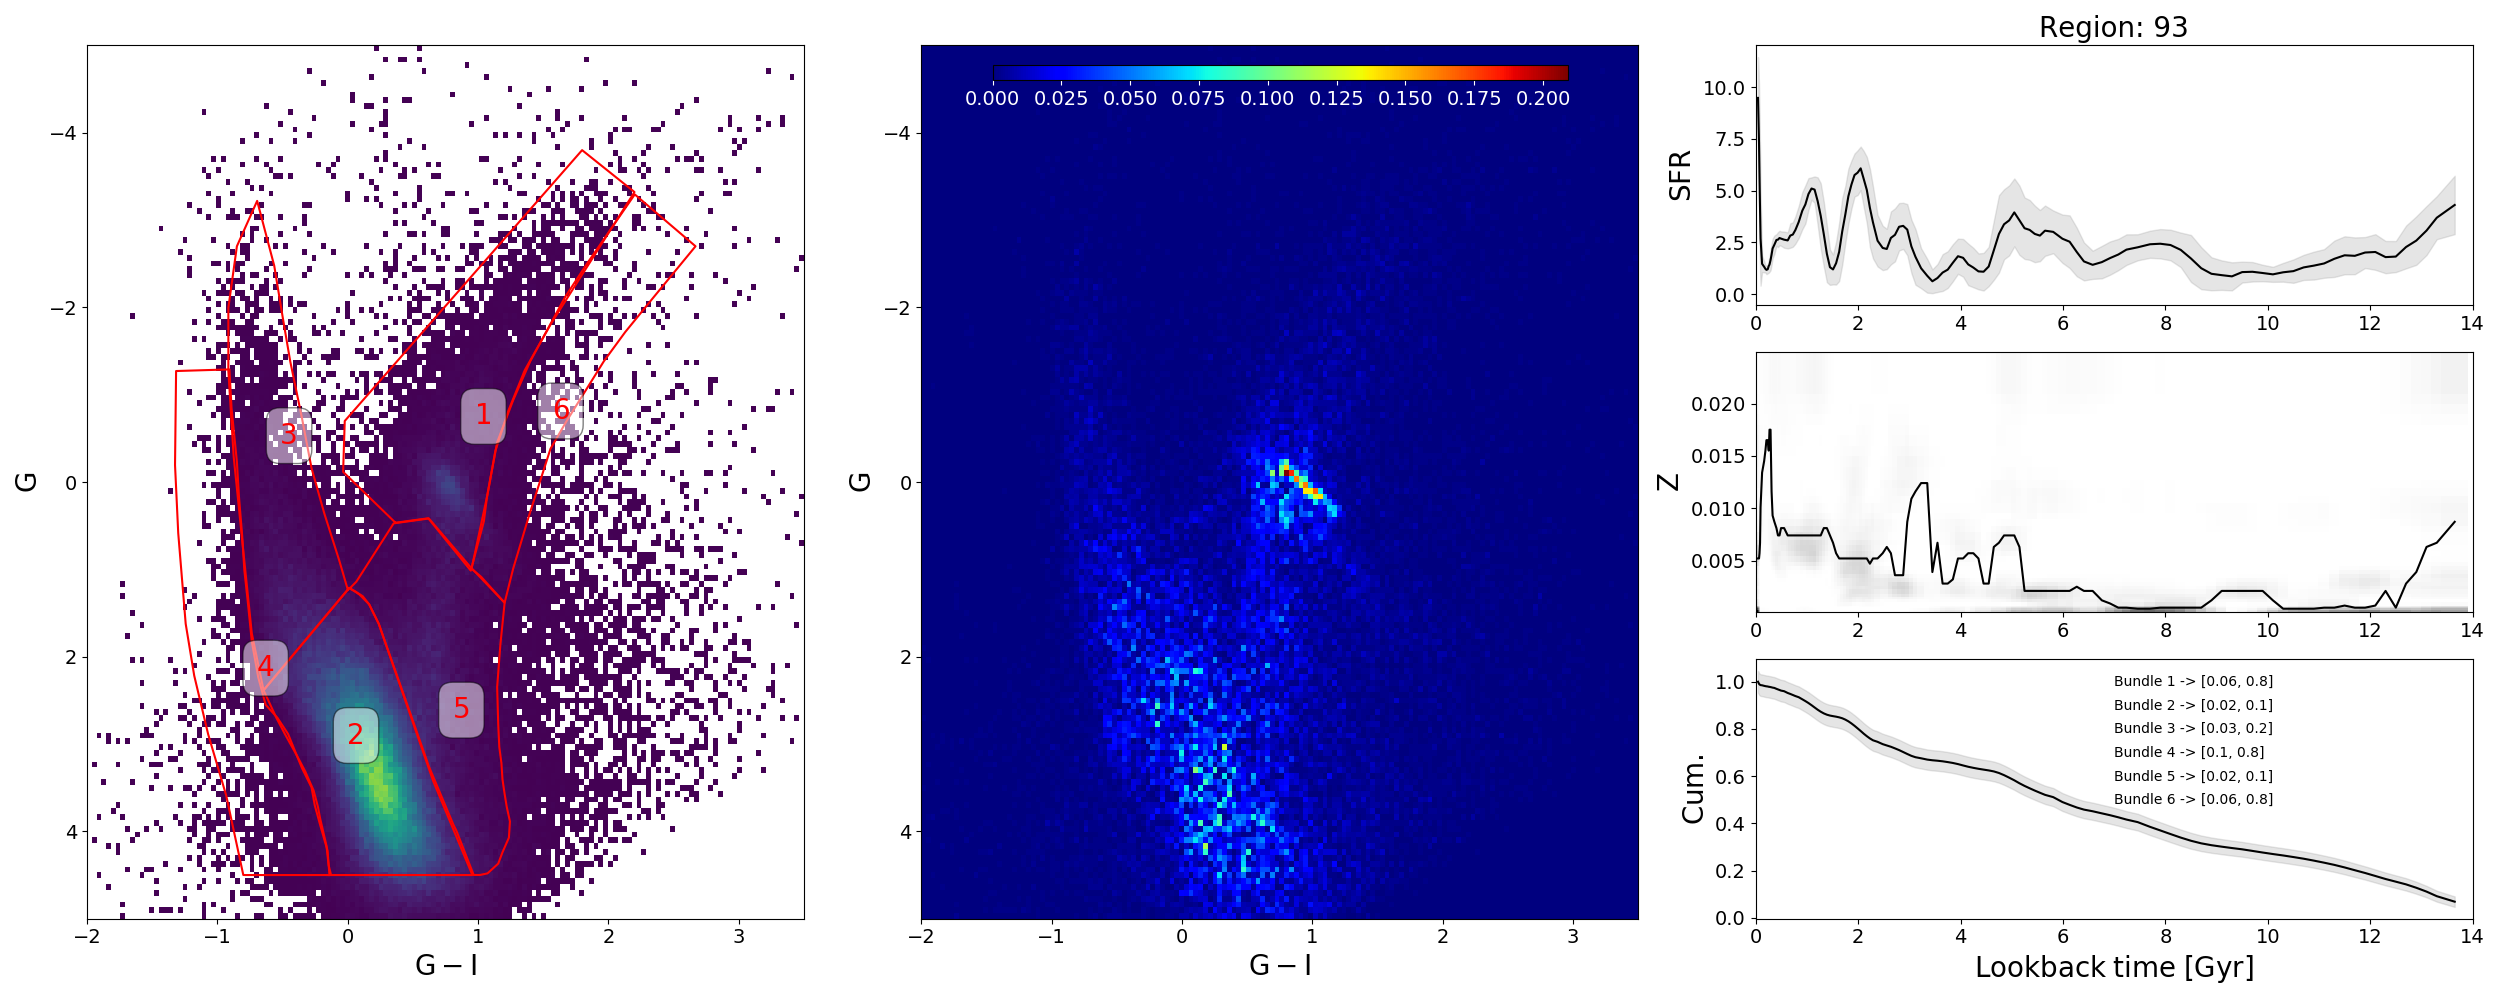 Region: 93
−4
−2
0
2
4
G
−2 −1 0 1 2 3
G − I
1
2
3
4
5
6
0.000 0.025 0.050 0.075 0.100 0.125 0.150 0.175 0.200
−4
−2
0
2
4
G
−2 −1 0 1 2 3
G − I
10.0
7.5
5.0
2.5
0.0
SFR
0 2 4 6 8 10 12 14
0.020
0.015
0.010
0.005
Z
0 2 4 6 8 10 12 14
1.0
0.8
0.6
0.4
0.2
0.0
Cum.
Bundle 1 -> [0.06, 0.8]
Bundle 2 -> [0.02, 0.1]
Bundle 3 -> [0.03, 0.2]
Bundle 4 -> [0.1, 0.8]
Bundle 5 -> [0.02, 0.1]
Bundle 6 -> [0.06, 0.8]
0 2 4 6 8 10 12 14
Lookback time [Gyr]